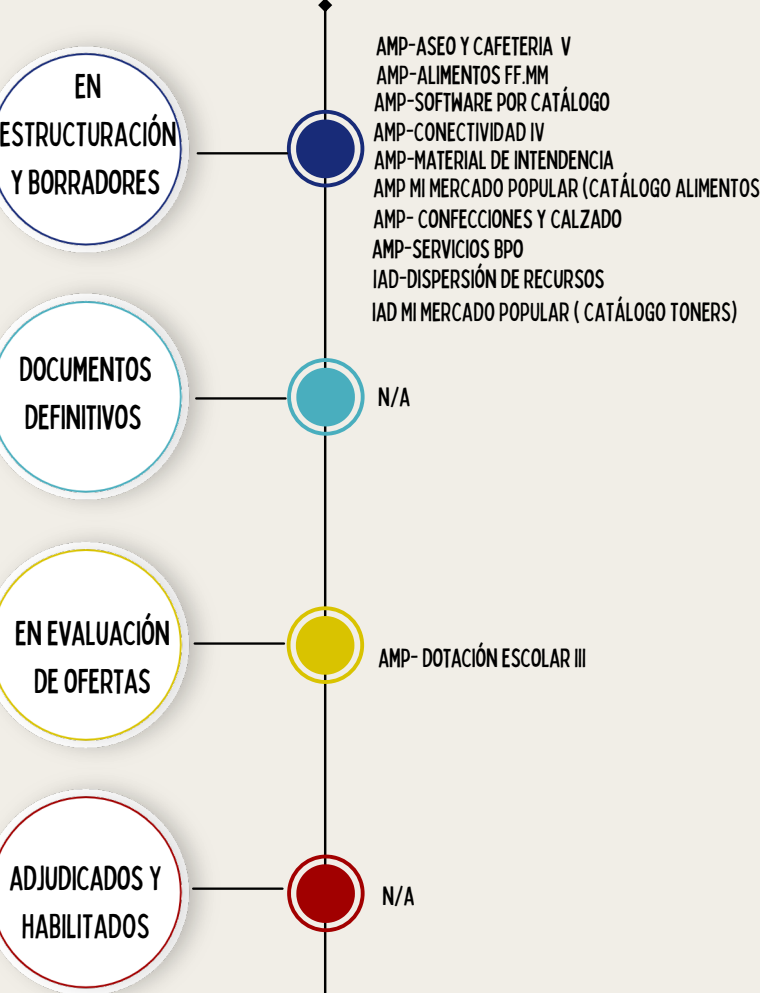 EN
ESTRUCTURACIÓN
Y BORRADORES
AMP-ASEO Y CAFETERIA V
AMP-ALIMENTOS FF.MM
AMP-SOFTWARE POR CATÁLOGO
AMP-CONECTIVIDAD IV
AMP-MATERIAL DE INTENDENCIA
AMP MI MERCADO POPULAR (CATÁLOGO ALIMENTOS
AMP- CONFECCIONES Y CALZADO
AMP-SERVICIOS BPO
IAD-DISPERSIÓN DE RECURSOS
IAD MI MERCADO POPULAR ( CATÁLOGO TONERS)
DOCUMENTOS
DEFINITIVOS
N/A
EN EVALUACIÓN
DE OFERTAS
AMP- DOTACIÓN ESCOLAR III
ADJUDICADOS Y
HABILITADOS
N/A